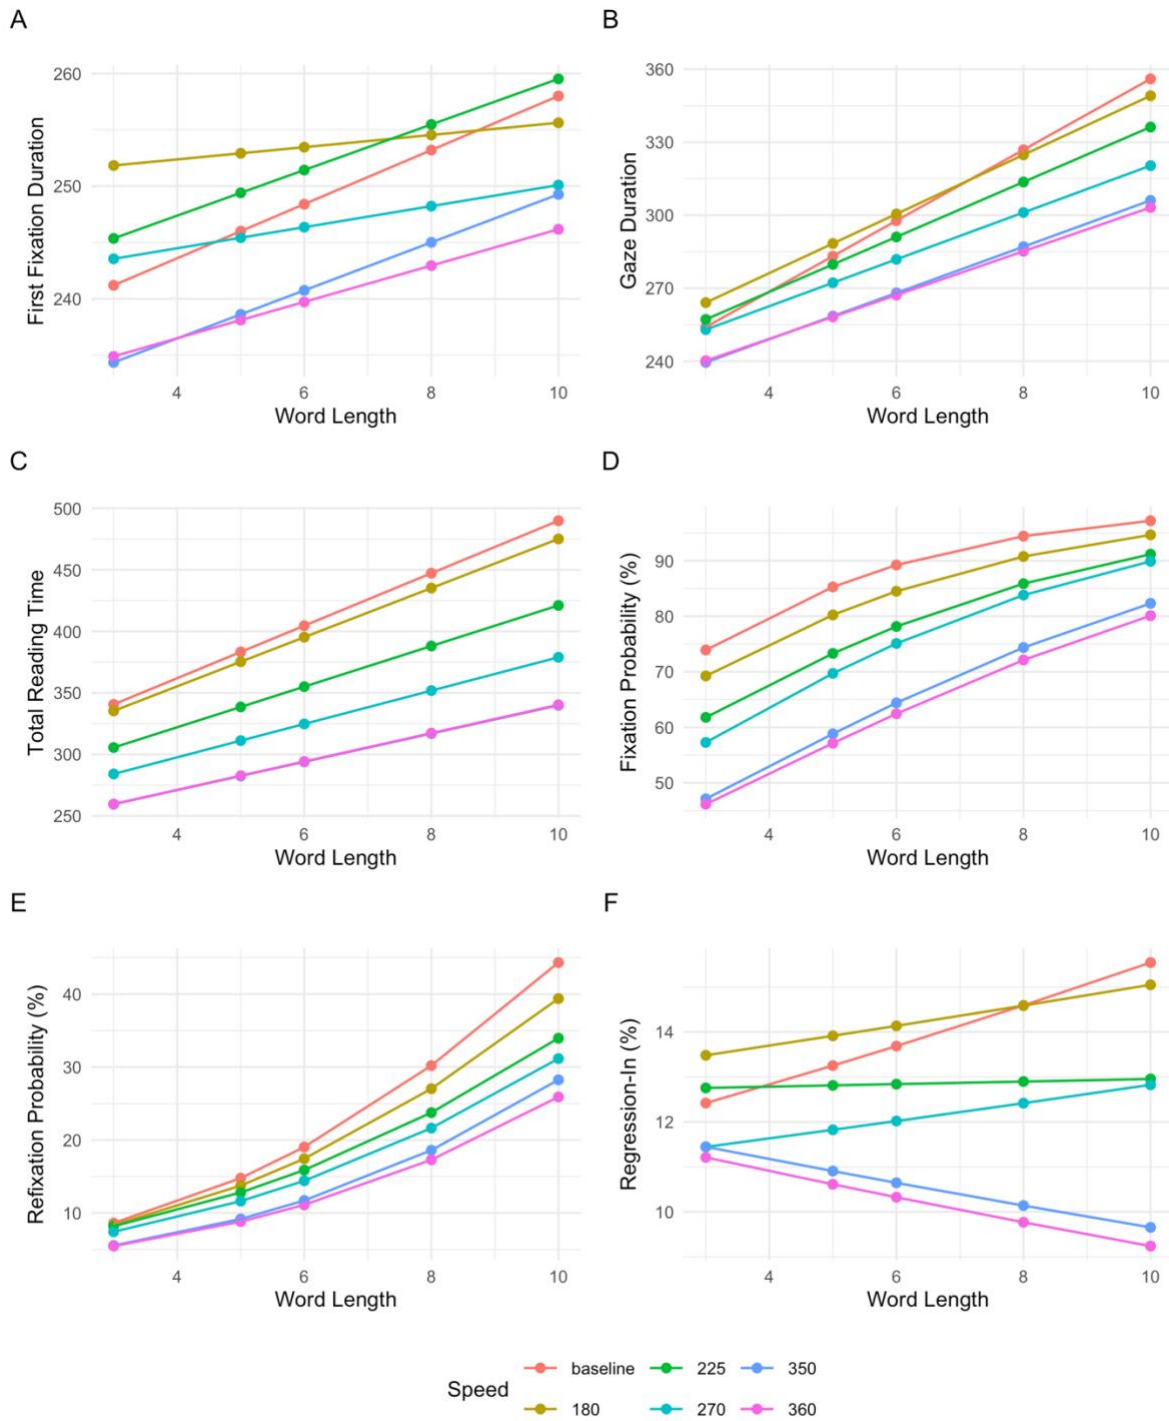 A
First Fixation Duration
260
250
240
4 6 8 10
Word Length
B
Gaze Duration
360
330
300
270
240
4 6 8 10
Word Length
C
Total Reading Time
500
450
400
350
300
250
4 6 8 10
Word Length
D
Fixation Probability (%)
90
80
70
60
50
4 6 8 10
Word Length
E
Refixation Probability (%)
40
30
20
10
4 6 8 10
Word Length
F
Regression-In (%)
14
12
10
4 6 8 10
Word Length
Speed
baseline 225 350
180 270 360